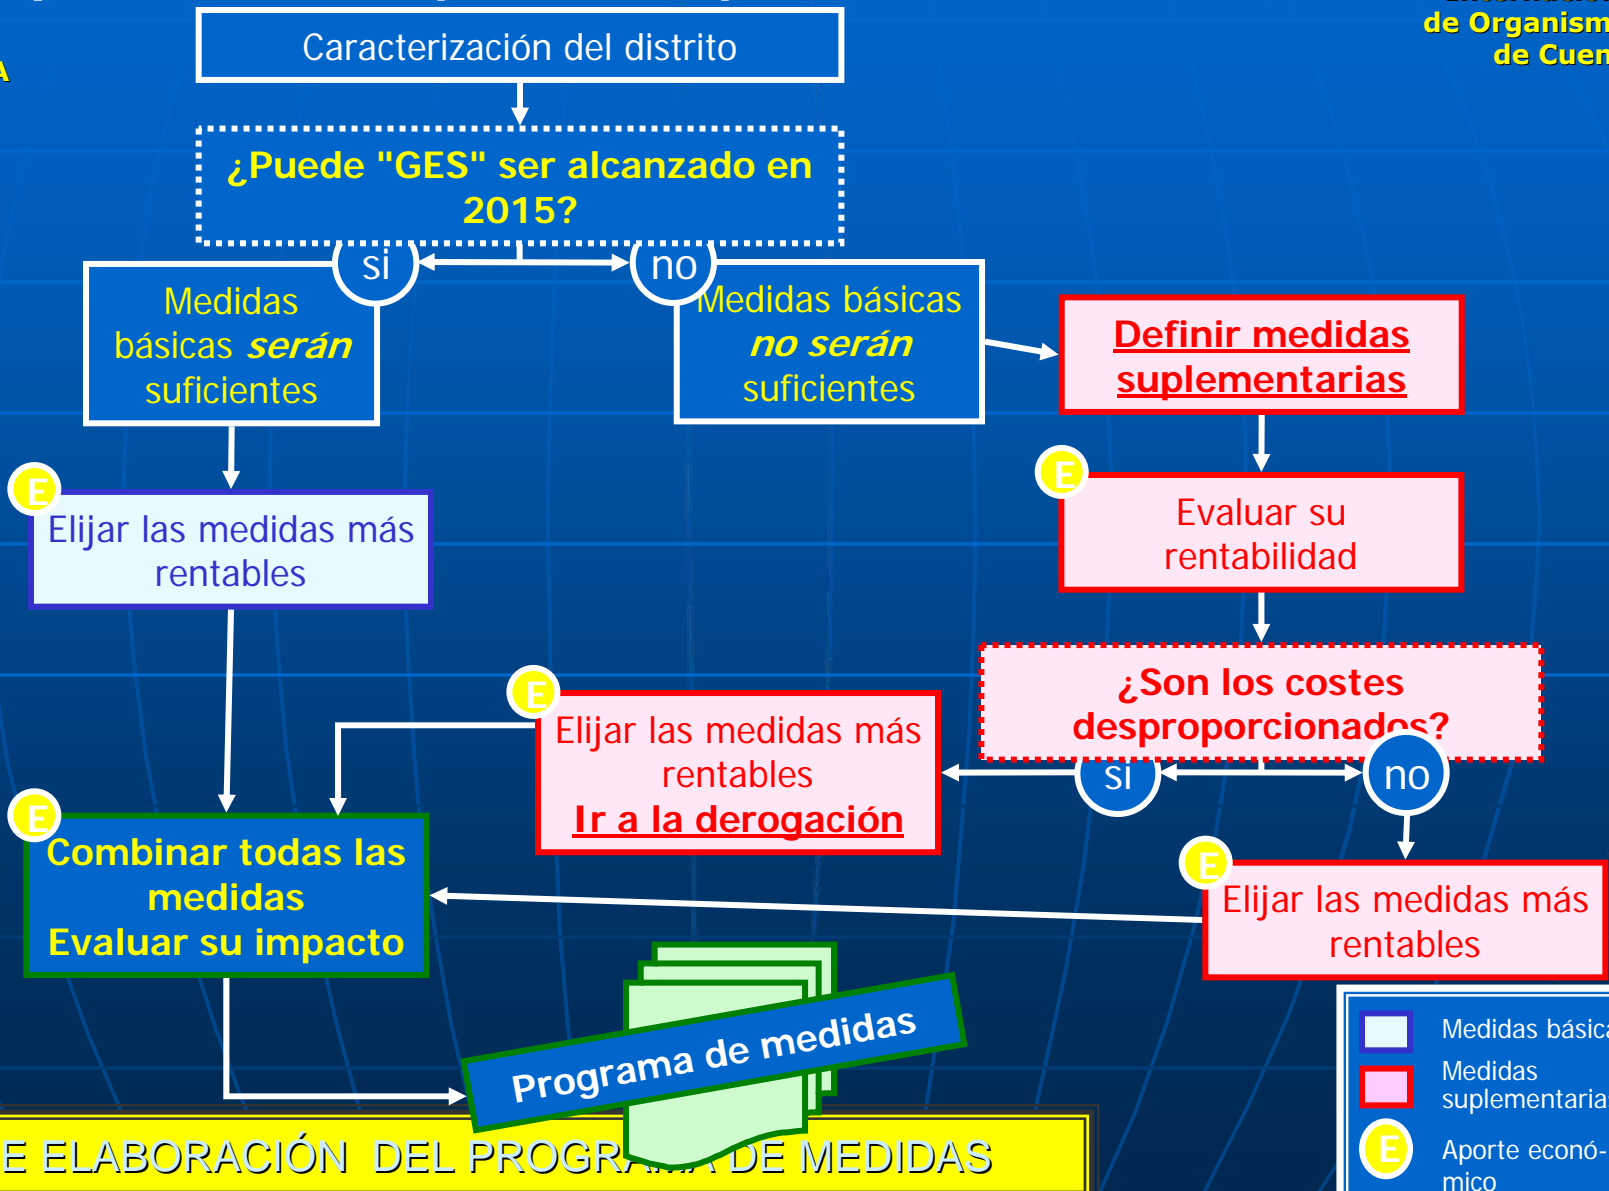 de Organism
de Cuen
A
Caracterización del distrito
¿Puede "GES" ser alcanzado en
2015?
si
no
Medidas
básicas serán
suficientes
Medidas básicas
no serán
suficientes
Definir medidas
suplementarias
E
Elijar las medidas más
rentables
E
Evaluar su
rentabilidad
¿Son los costes
desproporcionados?
si
no
E
Elijar las medidas más
rentables
Ir a la derogación
E
Combinar todas las
medidas
Evaluar su impacto
E
Elijar las medidas más
rentables
Programa de medidas
Medidas básica
Medidas
suplementaria
E
Aporte econó-
mico
E ELABORACIÓN DEL PROGRAMA DE MEDIDAS